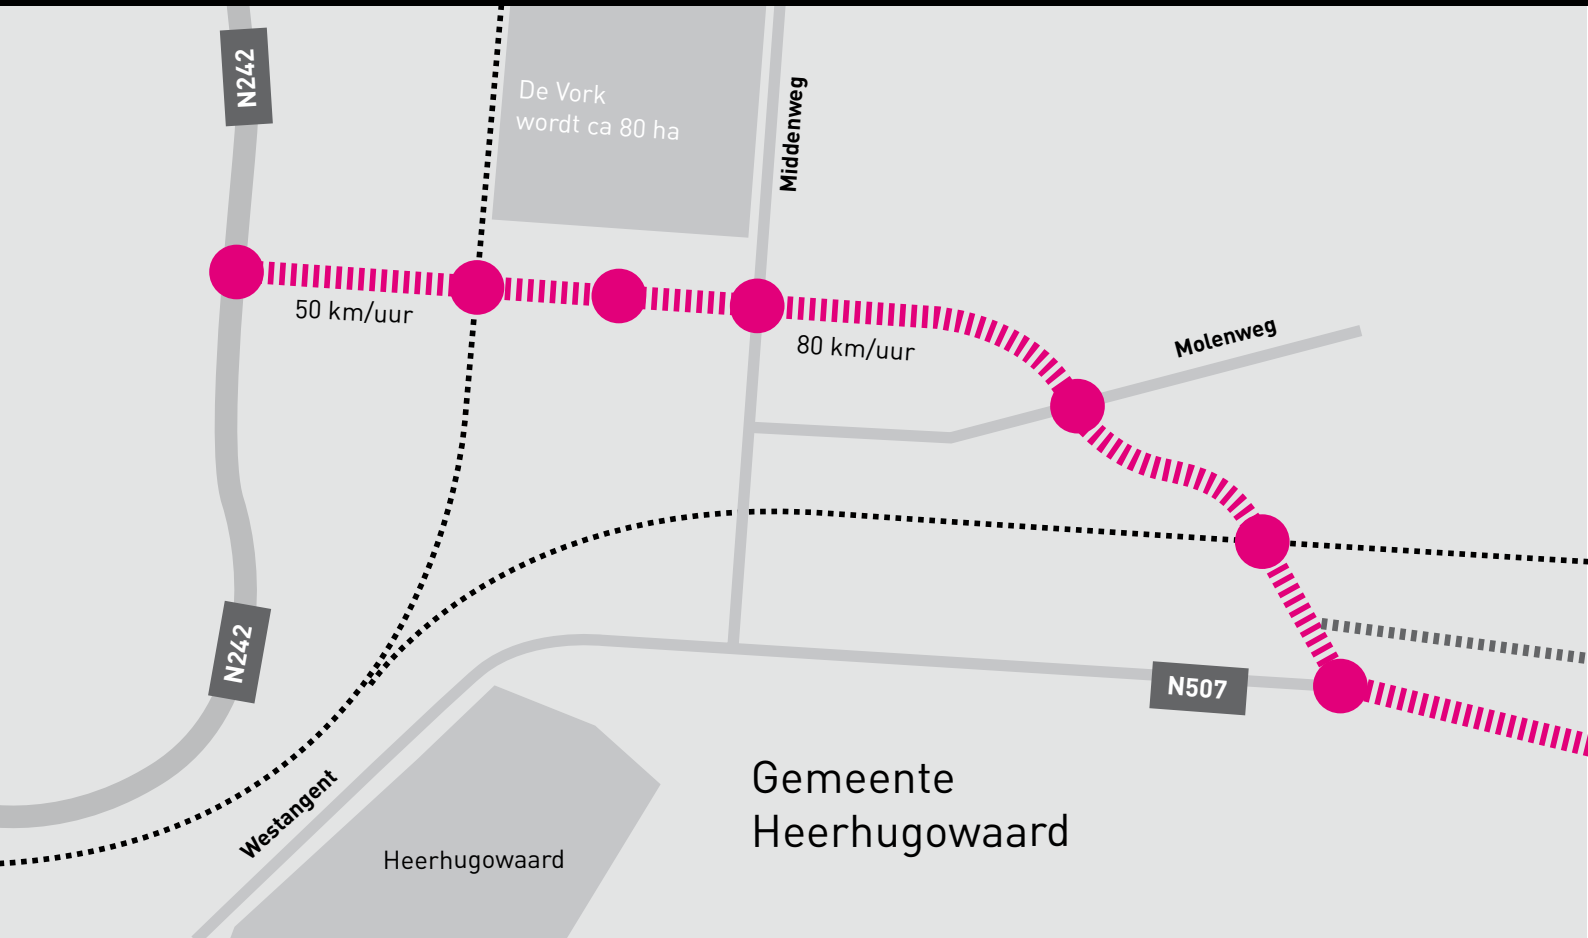 N242
De Vork
wordt ca 80 ha
Middenweg
50 km/uur
80 km/uur
Molenweg
N242
N507
Westangent
Gemeente
Heerhugowaard
Heerhugowaard